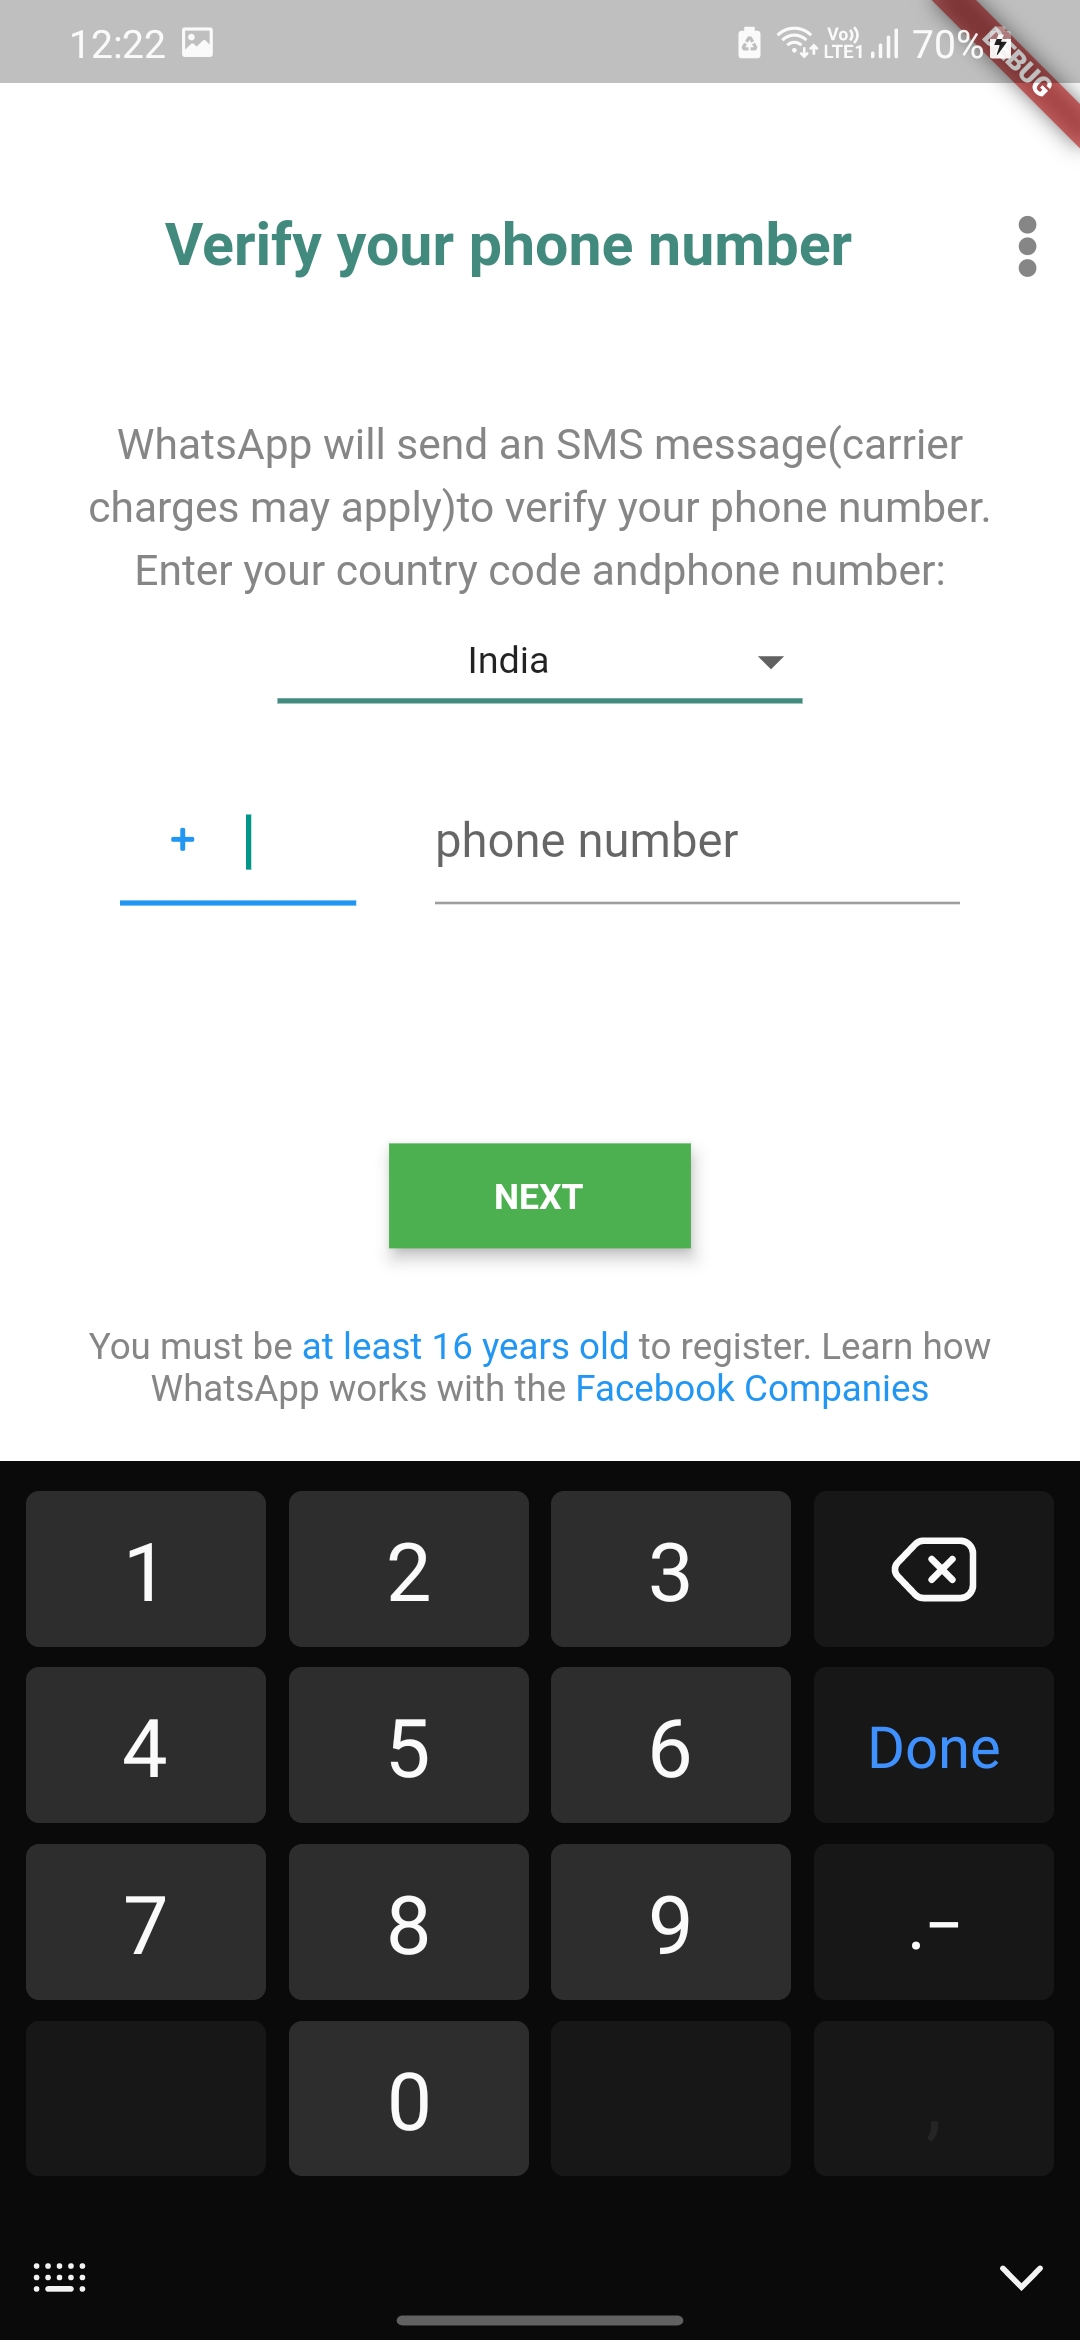 12:22
Vo)) LTE1 70%
DEBUG
Verify your phone number
WhatsApp will send an SMS message(carrier
charges may apply)to verify your phone number.
Enter your country code andphone number:
India
+ phone number
NEXT
You must be at least 16 years old to register. Learn how
WhatsApp works with the Facebook Companies
1 2 3
4 5 6 Done
7 8 9 .-
0 ,